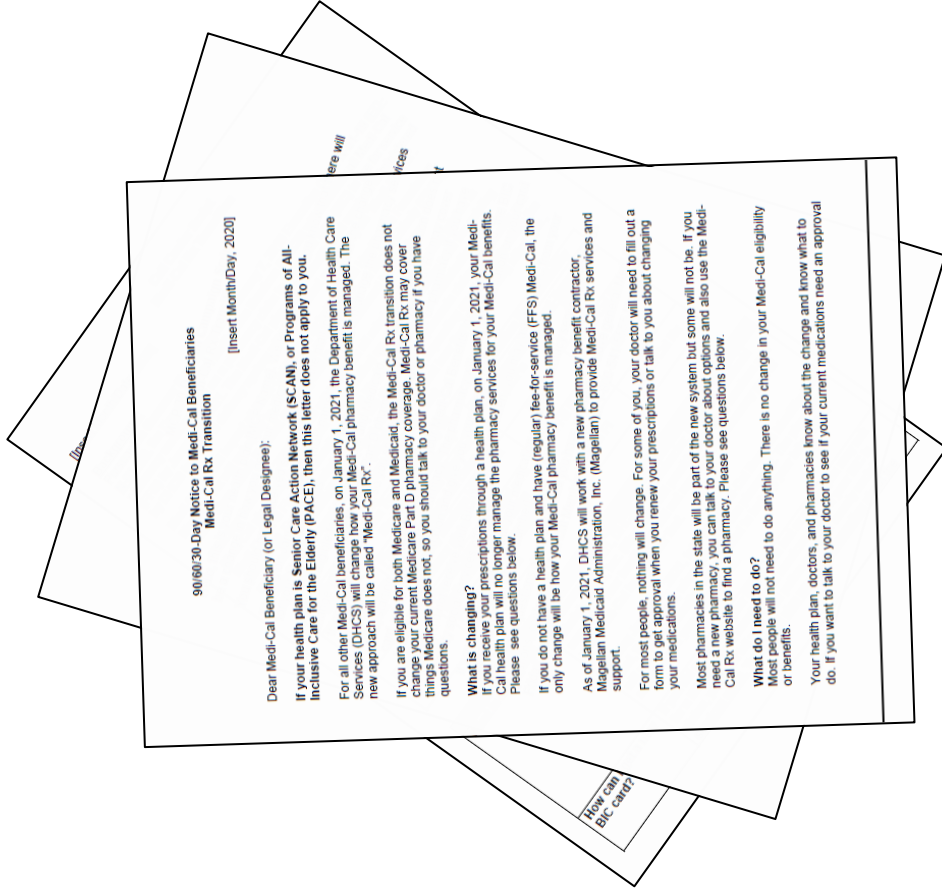 90/60/30-Day Notice to Medi-Cal Beneficiaries
Medi-Cal Rx Transition
[Insert Month/Day, 2020]
Dear Medi-Cal Beneficiary (or Legal Designee):
If your health plan is Senior Care Action Network (SCAN), or Programs of All-
Inclusive Care for the Elderly (PACE), then this letter does not apply to you.
For all other Medi-Cal beneficiaries, on January 1, 2021, the Department of Health Care
Services (DHCS) will change how your Medi-Cal pharmacy benefit is managed. The
new approach will be called “Medi-Cal Rx”.
If you are eligible for both Medicare and Medicaid, the Medi-Cal Rx transition does not
change your current Medicare Part D pharmacy coverage. Medi-Cal Rx may cover
things Medicare does not, so you should talk to your doctor or pharmacy if you have
questions.
What is changing?
If you receive your prescriptions through a health plan, on January 1, 2021, your Medi-
Cal health plan will no longer manage the pharmacy services for your Medi-Cal benefits.
Please see questions below.
If you do not have a health plan and have (regular) fee-for-service (FFS) Medi-Cal, the
only change will be how your Medi-Cal pharmacy benefit is managed.
As of January 1, 2021, DHCS will work with a new pharmacy benefit contractor,
Magellan Medicaid Administration, Inc. (Magellan) to provide Medi-Cal Rx services and
support.
For most people, nothing will change. For some of you, your doctor will need to fill out a
form to get approval when you renew your prescriptions or talk to you about changing
your medications.
Most pharmacies in the state will be part of the new system but some will not be. If you
need a new pharmacy, you can talk to your doctor about options and also use the Medi-
Cal Rx website to find a pharmacy. Please see questions below.
What do I need to do?
Most people will not need to do anything. There is no change in your Medi-Cal eligibility
or benefits.
Your health plan, doctors, and pharmacies know about the change and know what to
do. If you want to talk to your doctor to see if your current medications need an approval
ere will
vices
t
[Ins
How can
BIC card?